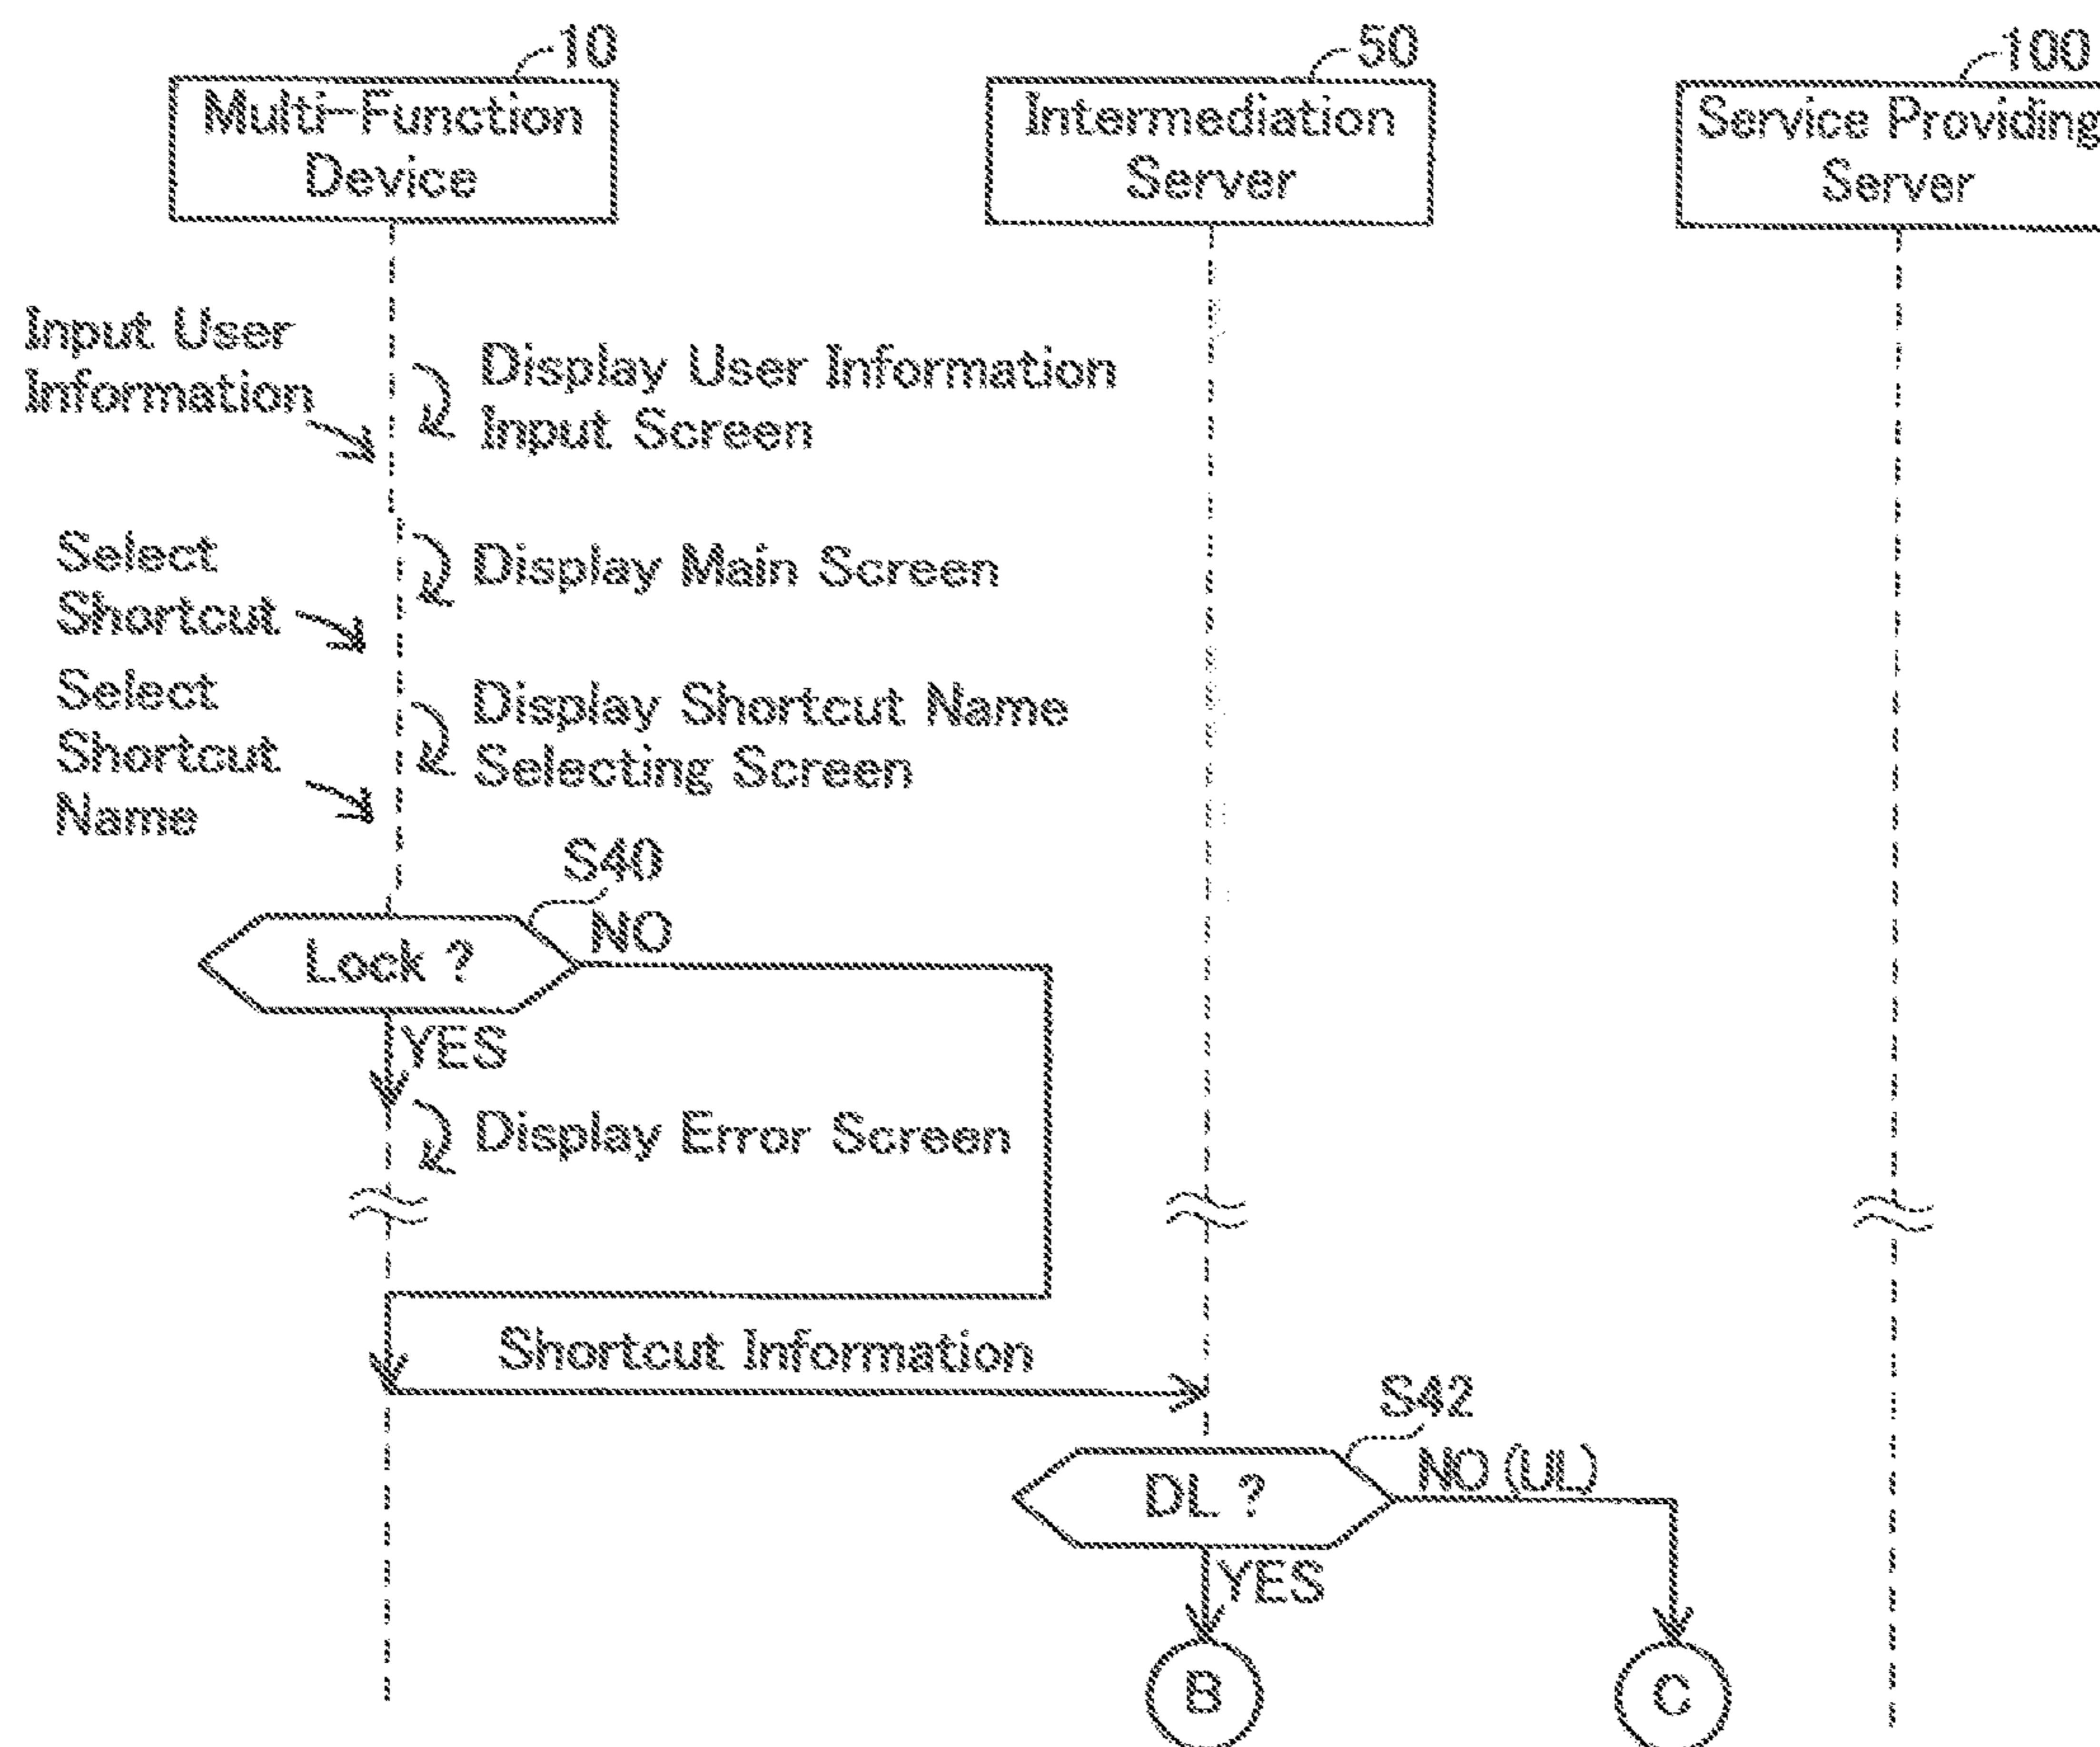 10
Multi-Function
Device
50
Intermediation
Server
100
Service Providing
Server
Input User
Information
Display User Information
Input Screen
Select
Shortcut
Display Main Screen
Select
Shortcut
Name
Display Shortcut Name
Selecting Screen
S40
Lock ?
NO
YES
Display Error Screen
Shortcut Information
S42
DL ?
NO (UL)
YES
B
C